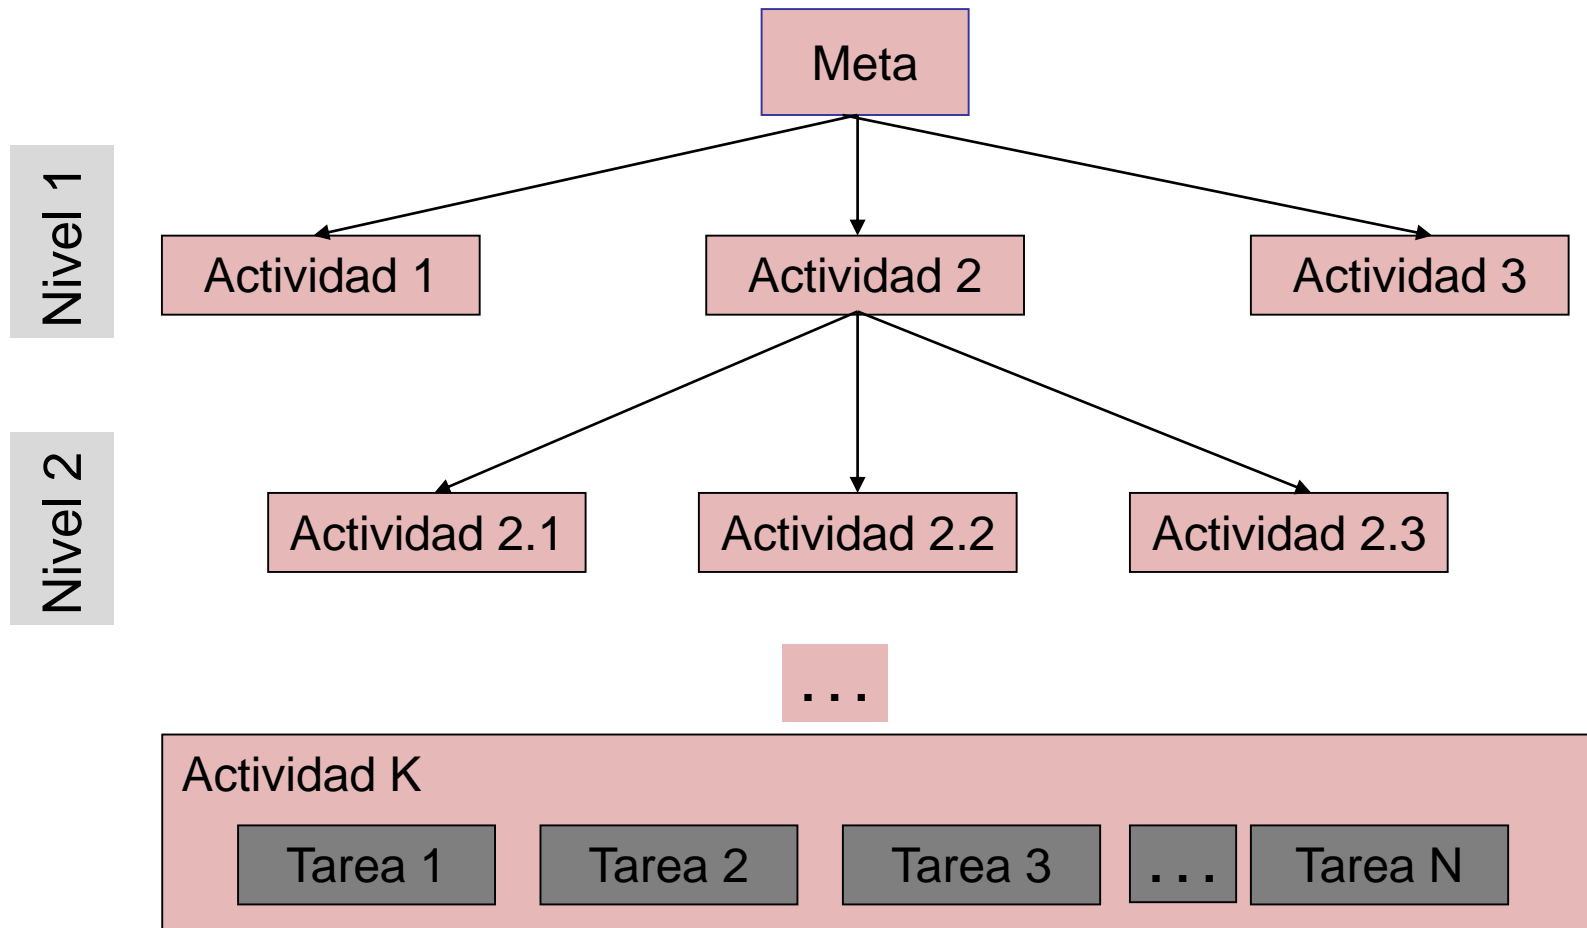 Meta
Nivel 1
Actividad 1
Actividad 2
Actividad 3
Nivel 2
Actividad 2.1
Actividad 2.2
Actividad 2.3
. . .
Actividad K
Tarea 1
Tarea 2
Tarea 3
. . .
Tarea N